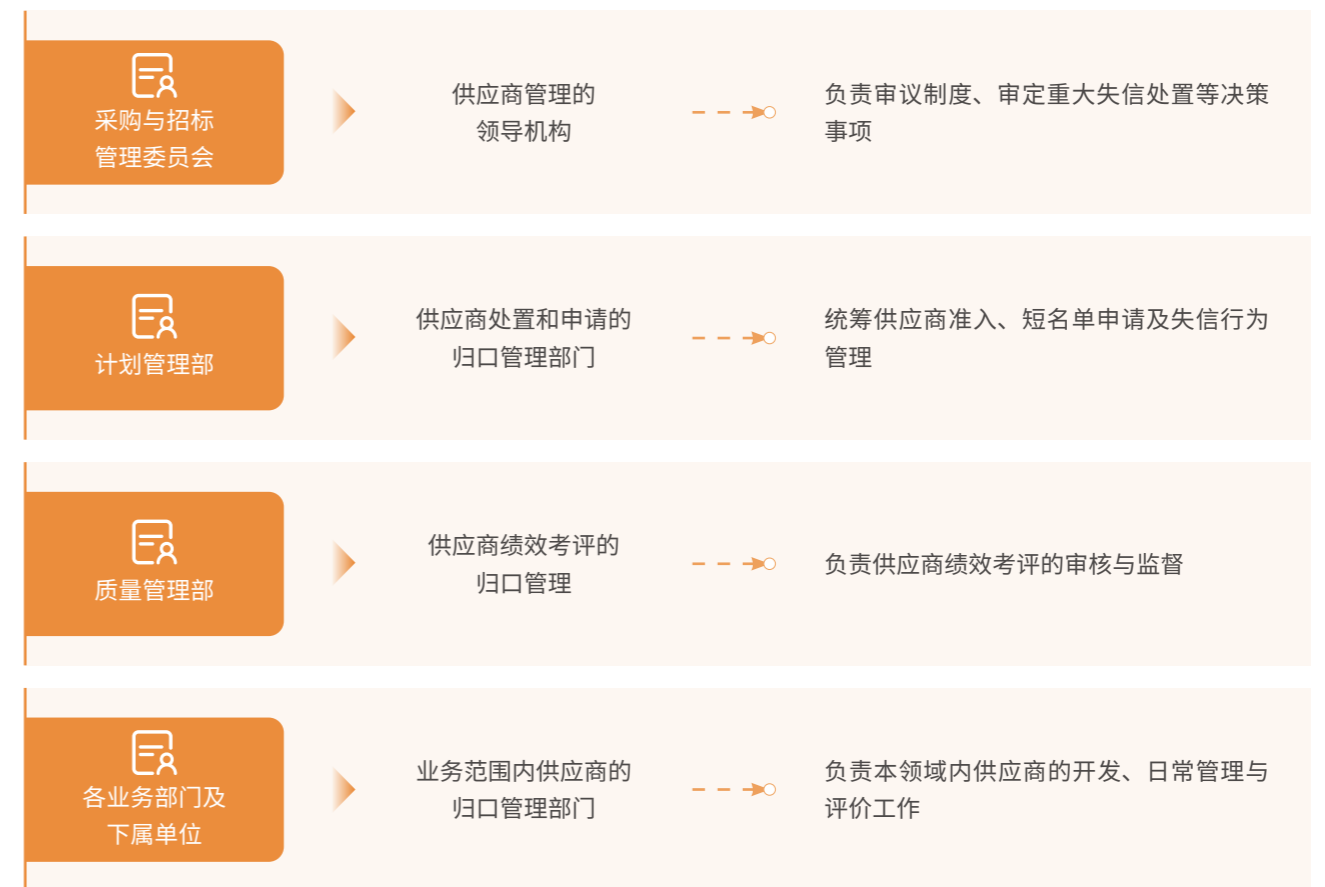 采购与招标
管理委员会
供应商管理的
领导机构
负责审议制度、审定重大失信处置等决策
事项
计划管理部
供应商处置和申请的
归口管理部门
统筹供应商准入、短名单申请及失信行为
管理
质量管理部
供应商绩效考评的
归口管理
负责供应商绩效考评的审核与监督
各业务部门及
下属单位
业务范围内供应商的
归口管理部门
负责本领域内供应商的开发、日常管理与
评价工作